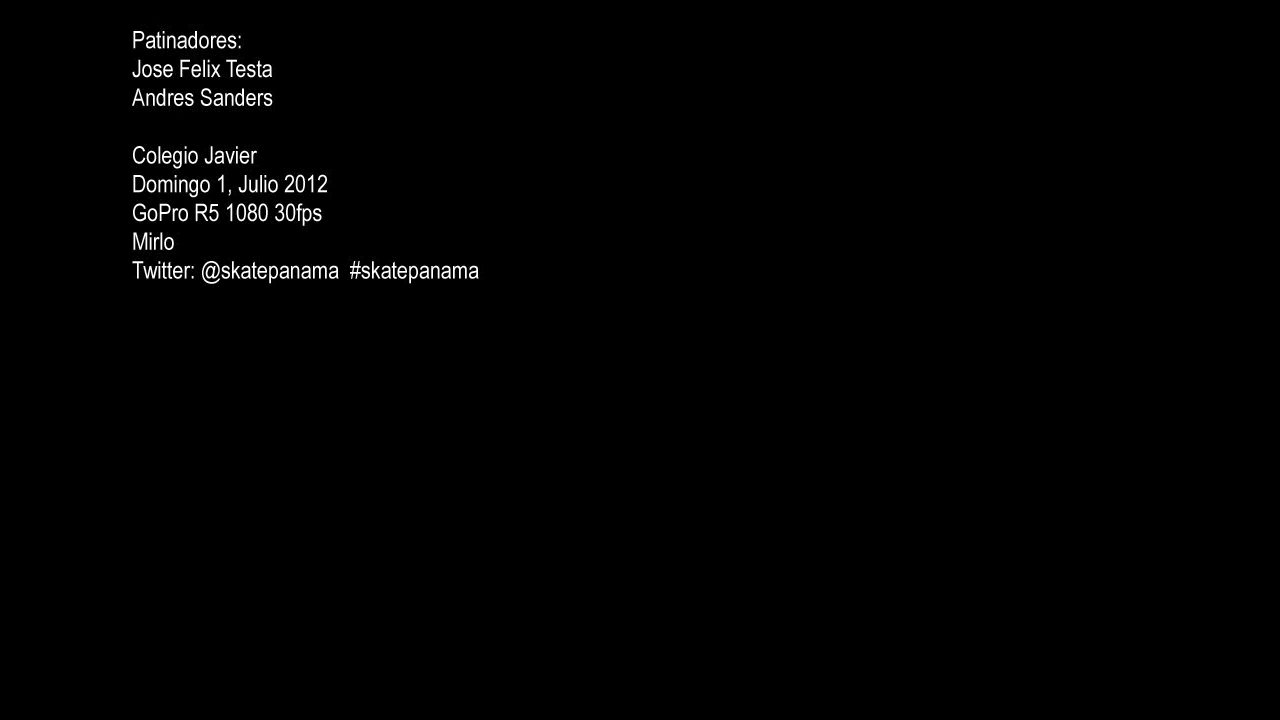 Patinadores:
Jose Felix Testa
Andres Sanders
Colegio Javier
Domingo 1, Julio 2012
GoPro R5 1080 30fps
Mirlo
Twitter: @skatepanama  #skatepanama